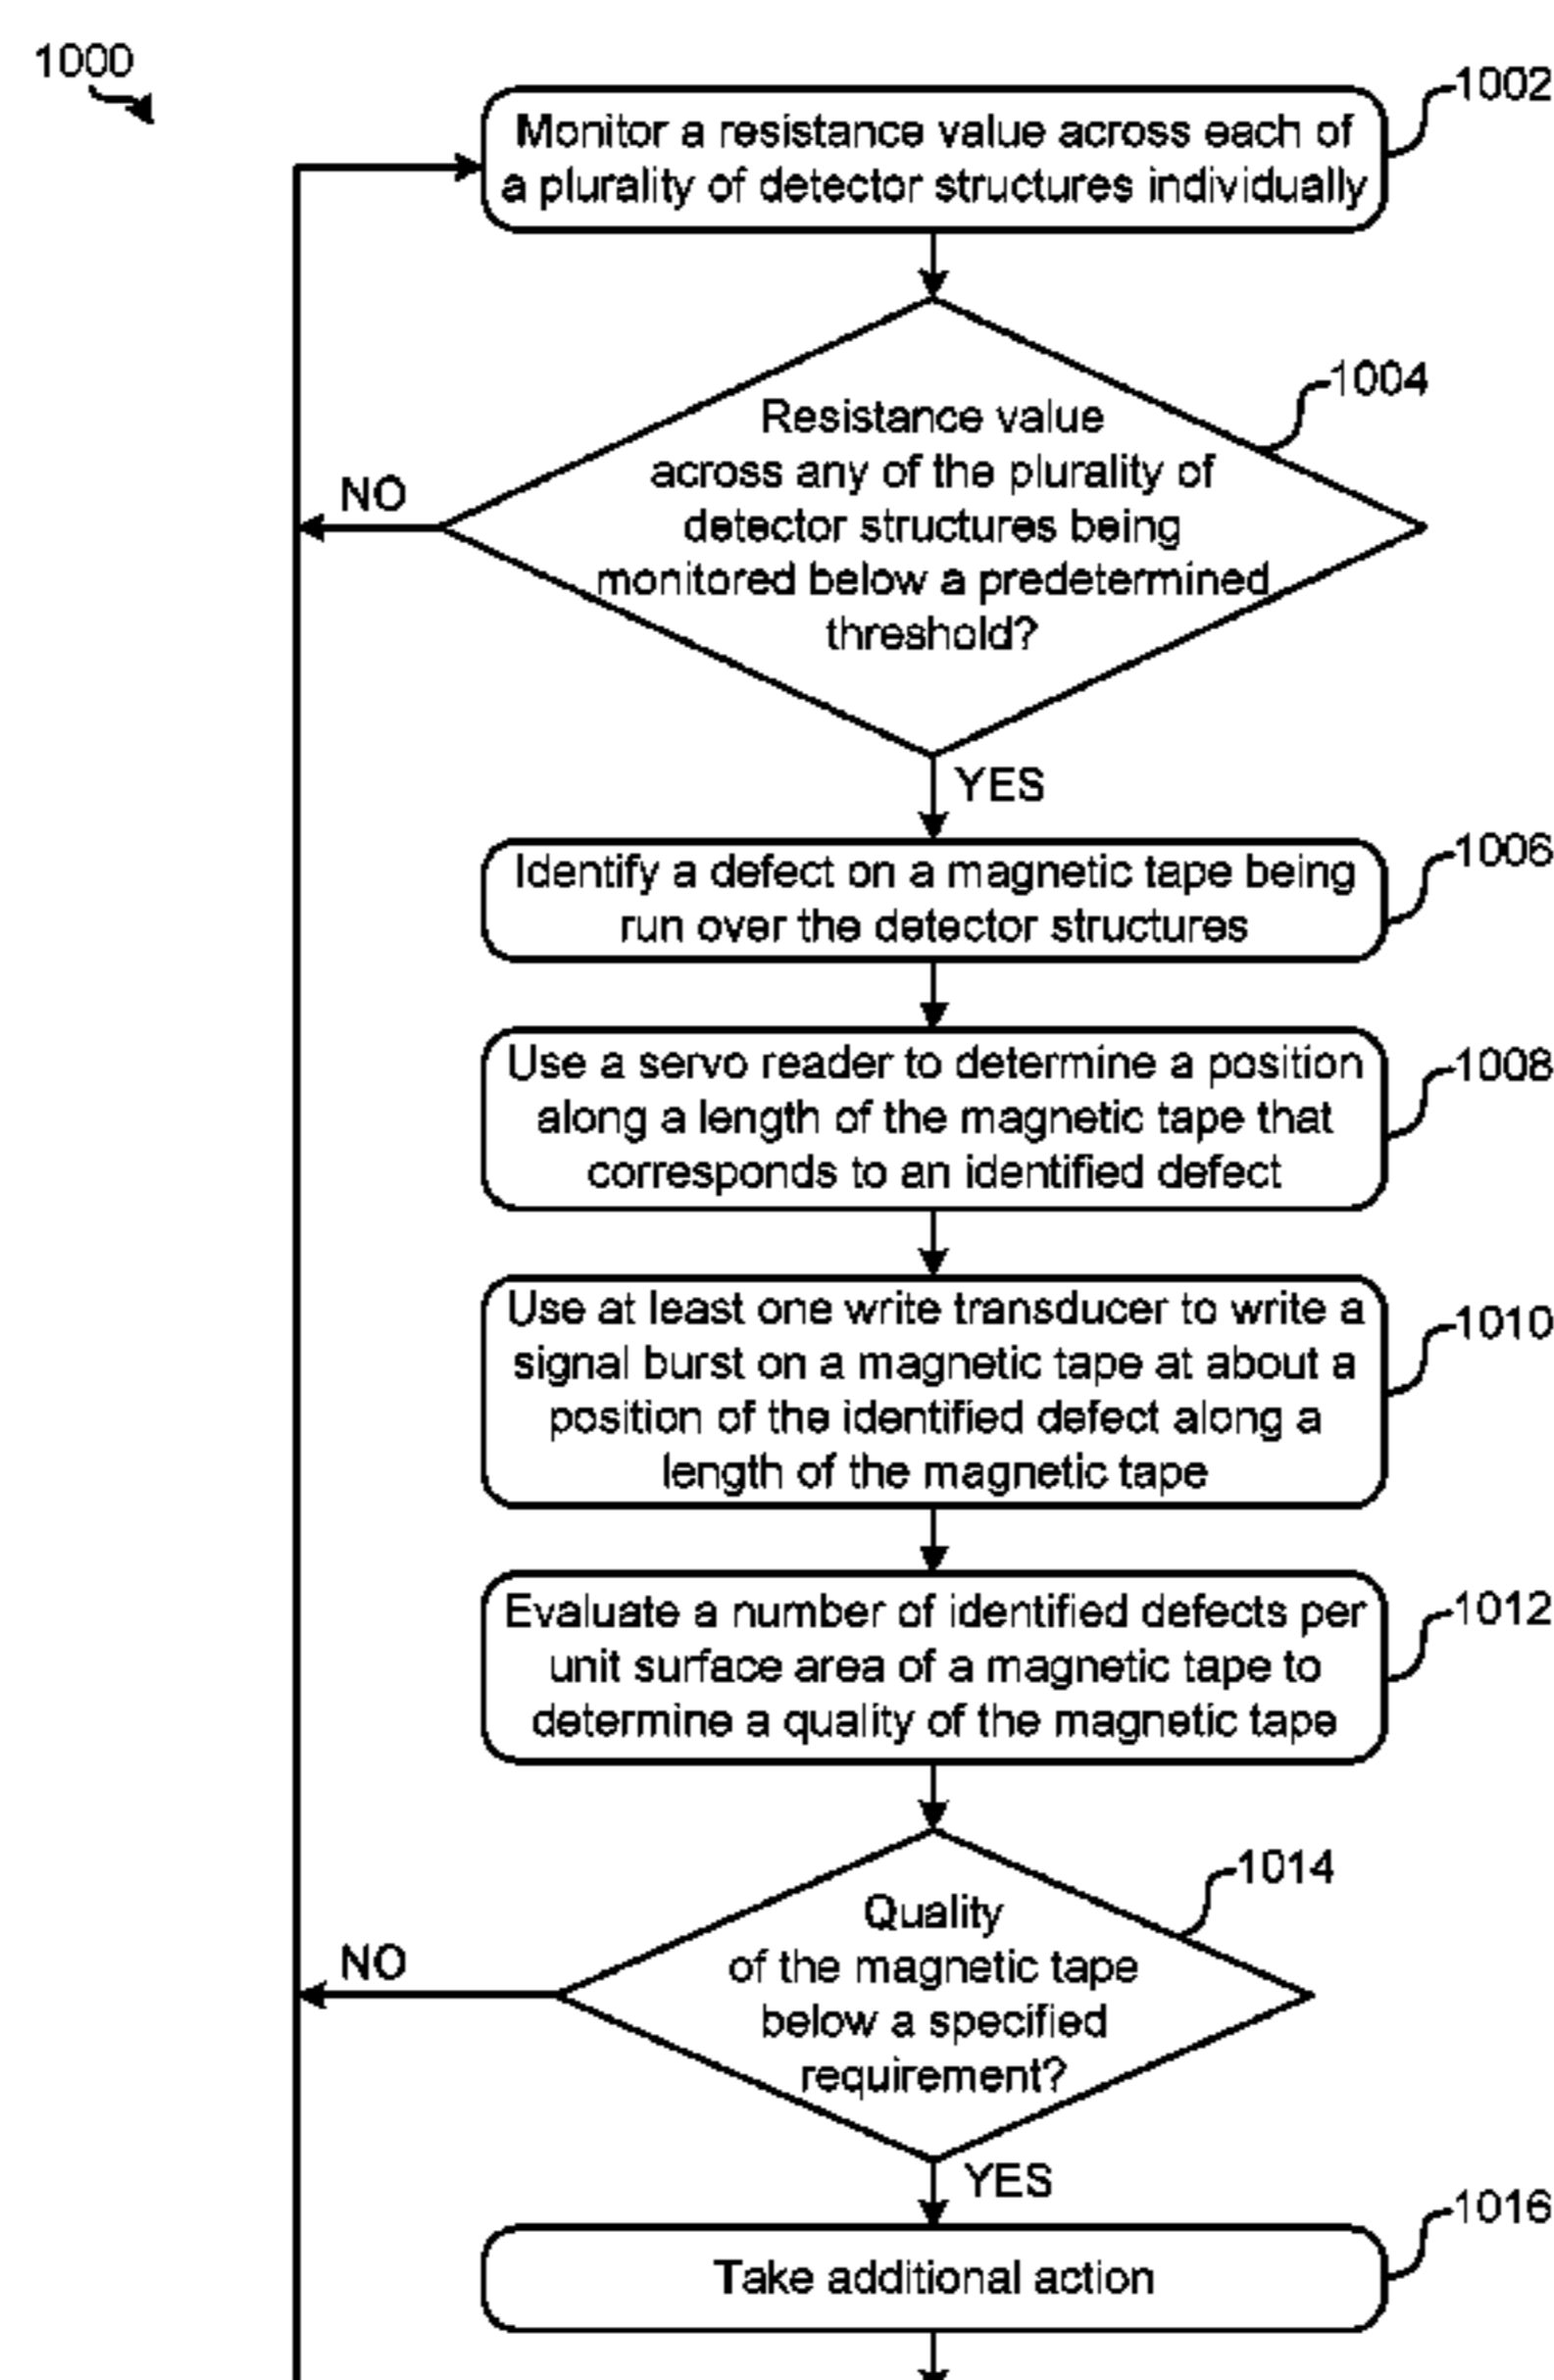 1000
1002
Monitor a resistance value across each of
a plurality of detector structures individually
1004
Resistance value
across any of the plurality of
detector structures being
monitored below a predetermined
threshold?
NO
YES
1006
Identify a defect on a magnetic tape being
run over the detector structures
1008
Use a servo reader to determine a position
along a length of the magnetic tape that
corresponds to an identified defect
1010
Use at least one write transducer to write a
signal burst on a magnetic tape at about a
position of the identified defect along a
length of the magnetic tape
1012
Evaluate a number of identified defects per
unit surface area of a magnetic tape to
determine a quality of the magnetic tape
1014
Quality
of the magnetic tape
below a specified
requirement?
NO
YES
1016
Take additional action